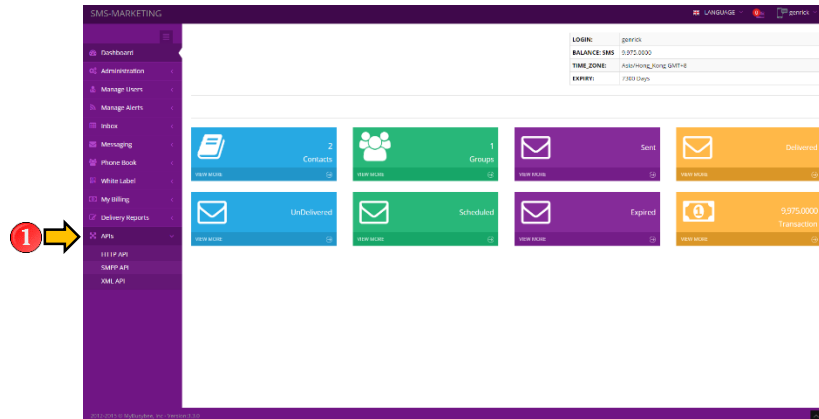 SMS-MARKETING
LANGUAGE
genrick
Dashboard
Administration
Manage Users
Manage Alerts
Inbox
Messaging
Phone Book
White Label
My Billing
Delivery Reports
APIs
HTTP API
SMPP API
XML API
1
LOGIN: genrick
BALANCE: SMS 9,975.0000
TIME_ZONE: Asia/Hong_Kong GMT+8
EXPIRY: Days
2
Contacts
VIEW MORE
1
Groups
VIEW MORE
Sent
VIEW MORE
Delivered
VIEW MORE
UnDelivered
VIEW MORE
Scheduled
VIEW MORE
Expired
VIEW MORE
9,975.0000
Transaction
VIEW MORE